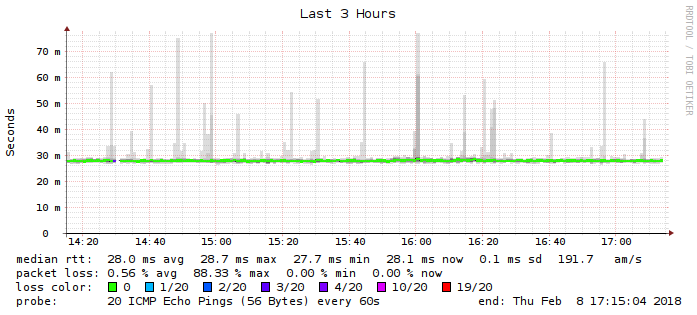 Last 3 Hours
RRDTOOL / TOBI OETIKER
Seconds
70 m
60 m
50 m
40 m
30 m
20 m
10 m
0
14:20 14:40 15:00 15:20 15:40 16:00 16:20 16:40 17:00
median rtt: 28.0 ms avg 28.7 ms max 27.7 ms min 28.1 ms now 0.1 ms sd 191.7 am/s
packet loss: 0.56 % avg 88.33 % max 0.00 % min 0.00 % now
loss color: 0 1/20 2/20 3/20 4/20 10/20 19/20
probe: 20 ICMP Echo Pings (56 Bytes) every 60s end: Thu Feb 8 17:15:04 2018